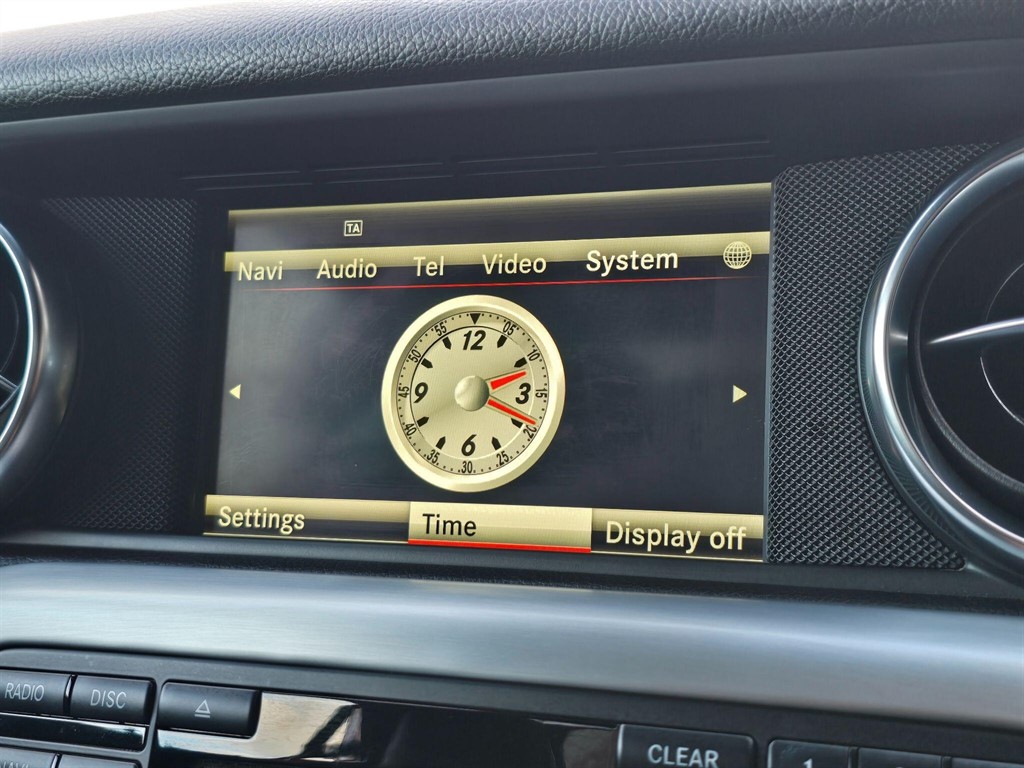 TA
Navi Audio Tel Video System
55 05
50 12 10
45 9 3 15
40 6 20
35 30 25
Settings Time Display off
RADIO DISC
CLEAR
1